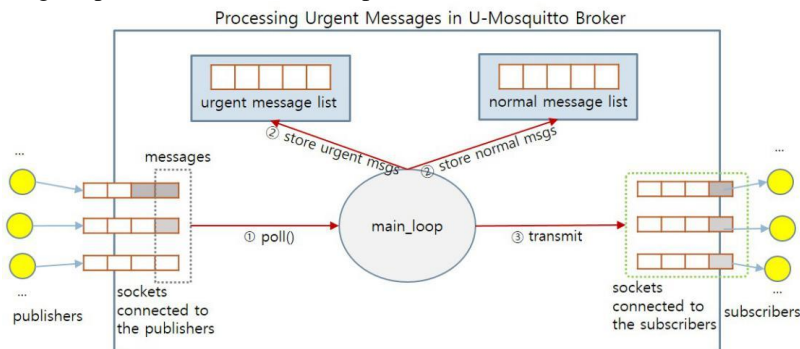 Processing Urgent Messages in U-Mosquitto Broker
urgent message list
normal message list
② store urgent msgs
② store normal msgs
...
messages
...
① poll()
main_loop
③ transmit
...
...
publishers
sockets
connected to
the publishers
sockets
connected to
the subscribers
subscribers